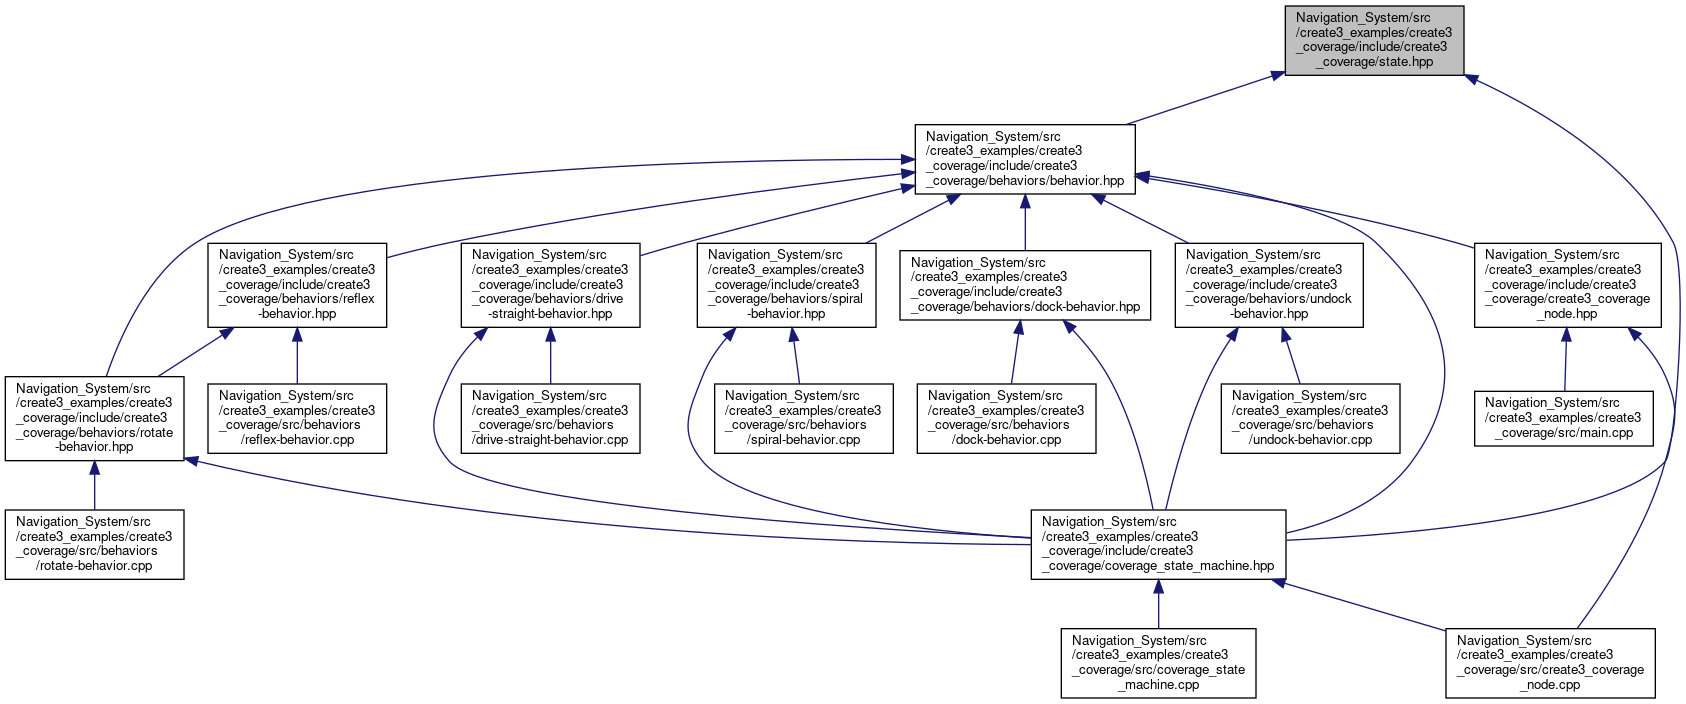 Navigation_System/src
/create3_examples/create3
_coverage/include/create3
_coverage/state.hpp
Navigation_System/src
/create3_examples/create3
_coverage/include/create3
_coverage/behaviors/behavior.hpp
Navigation_System/src
/create3_examples/create3
_coverage/include/create3
_coverage/behaviors/reflex
-behavior.hpp
Navigation_System/src
/create3_examples/create3
_coverage/include/create3
_coverage/behaviors/drive
-straight-behavior.hpp
Navigation_System/src
/create3_examples/create3
_coverage/include/create3
_coverage/behaviors/spiral
-behavior.hpp
Navigation_System/src
/create3_examples/create3
_coverage/include/create3
_coverage/behaviors/dock-behavior.hpp
Navigation_System/src
/create3_examples/create3
_coverage/include/create3
_coverage/behaviors/undock
-behavior.hpp
Navigation_System/src
/create3_examples/create3
_coverage/include/create3
_coverage/create3_coverage
_node.hpp
Navigation_System/src
/create3_examples/create3
_coverage/include/create3
_coverage/behaviors/rotate
-behavior.hpp
Navigation_System/src
/create3_examples/create3
_coverage/src/behaviors
/reflex-behavior.cpp
Navigation_System/src
/create3_examples/create3
_coverage/src/behaviors
/drive-straight-behavior.cpp
Navigation_System/src
/create3_examples/create3
_coverage/src/behaviors
/spiral-behavior.cpp
Navigation_System/src
/create3_examples/create3
_coverage/src/behaviors
/dock-behavior.cpp
Navigation_System/src
/create3_examples/create3
_coverage/src/behaviors
/undock-behavior.cpp
Navigation_System/src
/create3_examples/create3
_coverage/src/main.cpp
Navigation_System/src
/create3_examples/create3
_coverage/src/behaviors
/rotate-behavior.cpp
Navigation_System/src
/create3_examples/create3
_coverage/include/create3
_coverage/coverage_state_machine.hpp
Navigation_System/src
/create3_examples/create3
_coverage/src/coverage_state
_machine.cpp
Navigation_System/src
/create3_examples/create3
_coverage/src/create3_coverage
_node.cpp